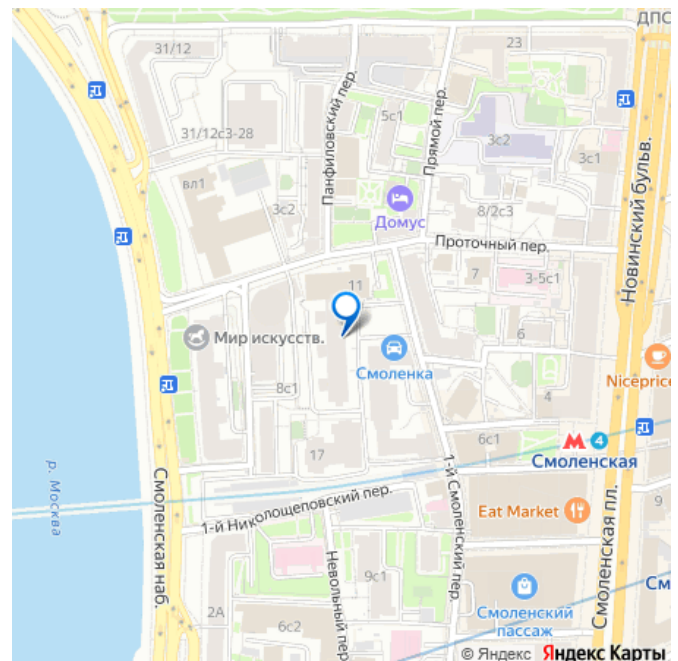 ДПС
31/12
23
Панфиловский пер.
Прямой пер.
5с1
3с2
3с1
31/12с3-28
вл1
3с2
Домус
8/2с3
Новинский бульв.
Проточный пер.
7
3-5с1
11
6
Мир искусств.
Смоленка
Niceprice
8с1
4
6с1
М 4
Смоленская
17
р. Москва
Смоленская наб.
1-й Николощеповский пер.
1-й Смоленский пер.
Eat Market
9
Смоленская пл.
Невольный пер
9с1
См
2А
6с2
Смоленский
пассаж
© Яндекс Яндекс Карты